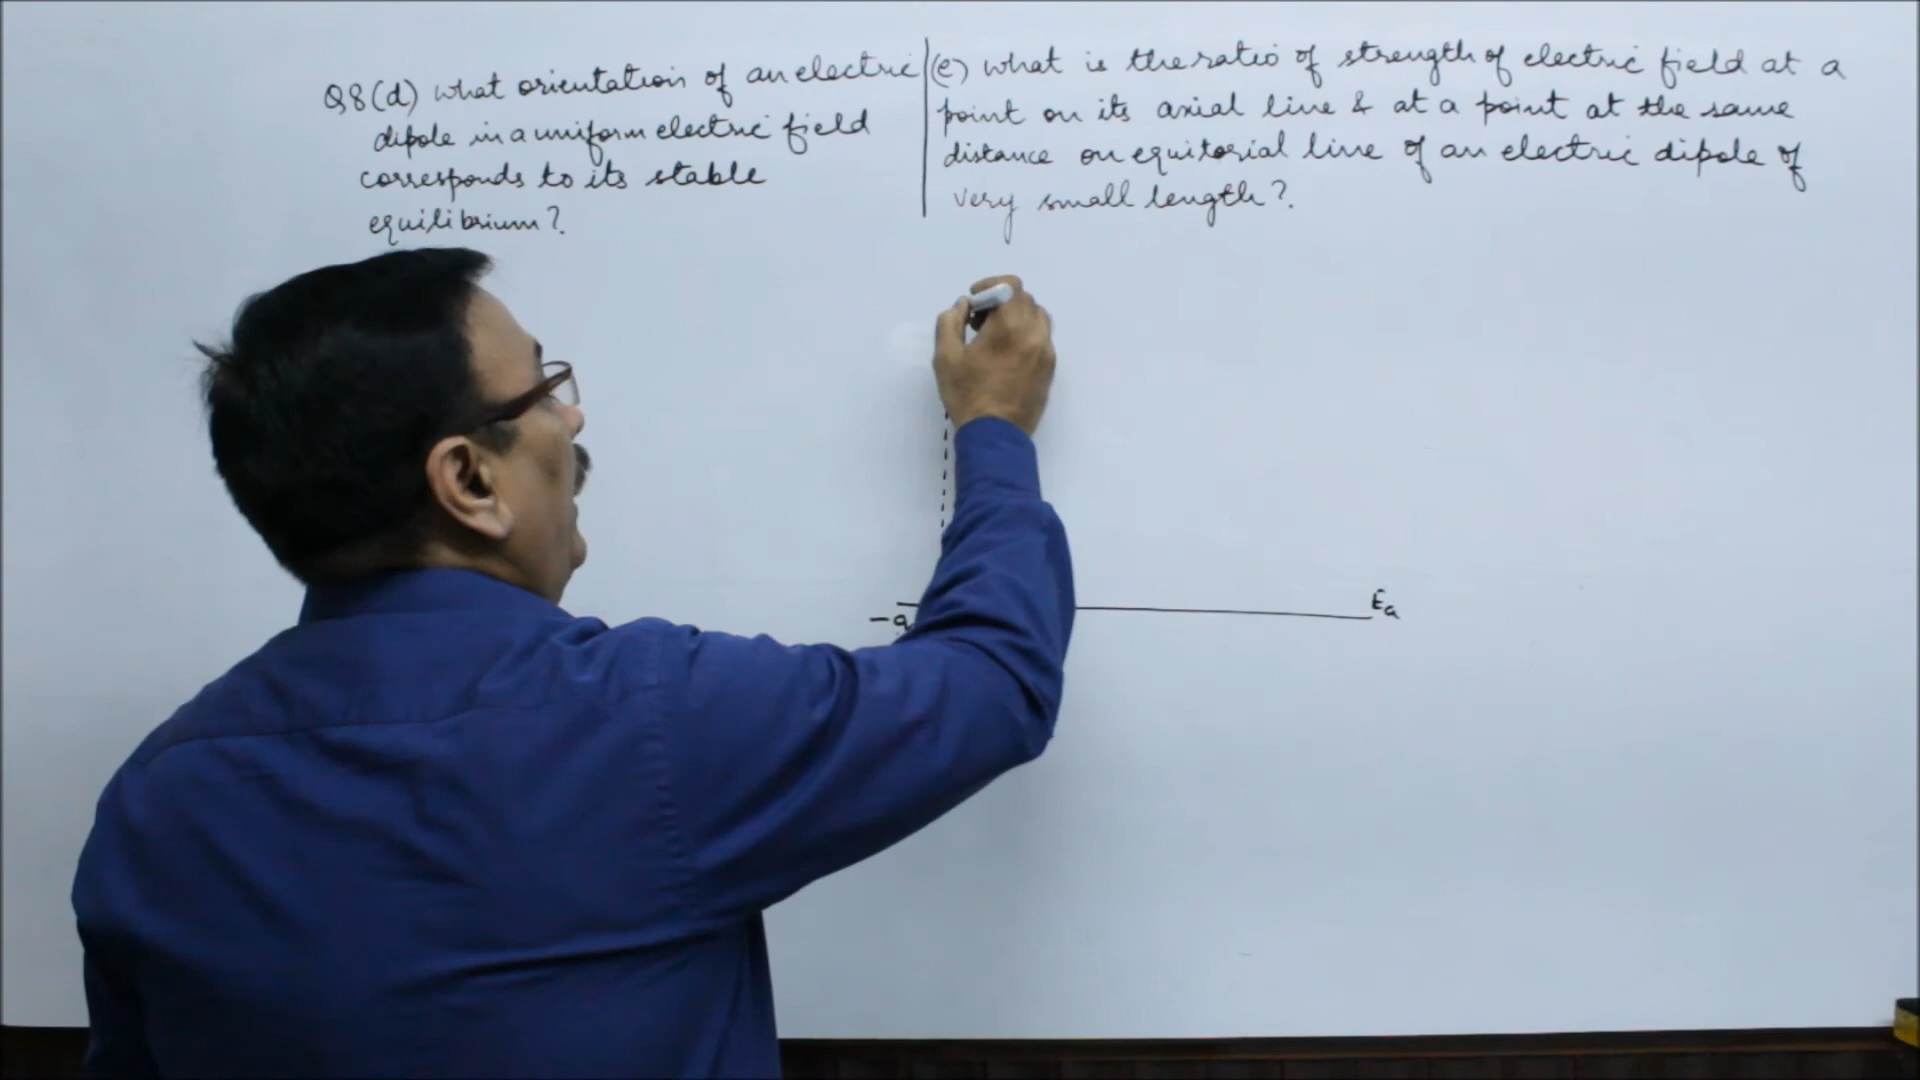 Q8(d) What orientation of an electric
dipole in a uniform electric field
corresponds to its stable
equilibrium?
(e) What is the ratio of strength of electric field at a
point on its axial line & at a point at the same
distance on equitorial line of an electric dipole of
very small length?
-q
Ea